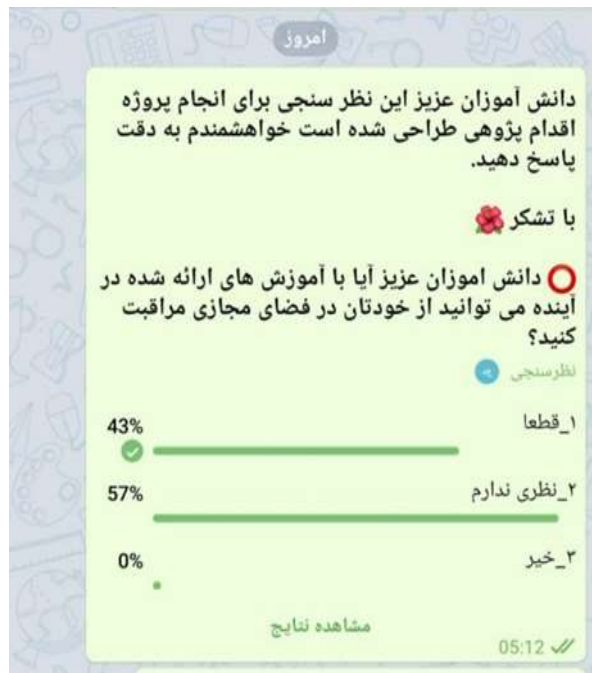 امروز
دانش آموزان عزیز این نظر سنجی برای انجام پروژه
اقدام پژوهی طراحی شده است خواهشمندم به دقت
پاسخ دهید.
با تشکر 🌺
⭕ دانش اموزان عزیز آیا با آموزش های ارائه شده در
آینده می توانید از خودتان در فضای مجازی مراقبت
کنید؟
نظرسنجی
۱_قطعا 43%
۲_نظری ندارم 57%
۳_خیر 0%
مشاهده نتایج
05:12